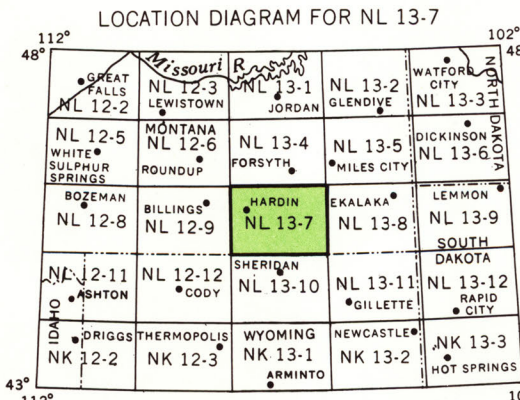 LOCATION DIAGRAM FOR NL 13-7
112°
102°
48°
48°
Missouri R
GREAT FALLS
NL 12-2
NL 12-3
LEWISTOWN
NL 13-1
JORDAN
NL 13-2
GLENDIVE
WATFORD CITY
NL 13-3
NORTH DAKOTA
NL 12-5
WHITE SULPHUR SPRINGS
MONTANA
NL 12-6
ROUNDUP
NL 13-4
FORSYTH
NL 13-5
MILES CITY
DICKINSON
NL 13-6
BOZEMAN
NL 12-8
BILLINGS
NL 12-9
HARDIN
NL 13-7
EKALAKA
NL 13-8
LEMMON
NL 13-9
SOUTH DAKOTA
NL 12-11
ASHTON
IDAHO
NL 12-12
CODY
SHERIDAN
NL 13-10
NL 13-11
GILLETTE
NL 13-12
RAPID CITY
DRIGGS
NK 12-2
THERMOPOLIS
NK 12-3
WYOMING
NK 13-1
ARMINTO
NEWCASTLE
NK 13-2
NK 13-3
HOT SPRINGS
43°